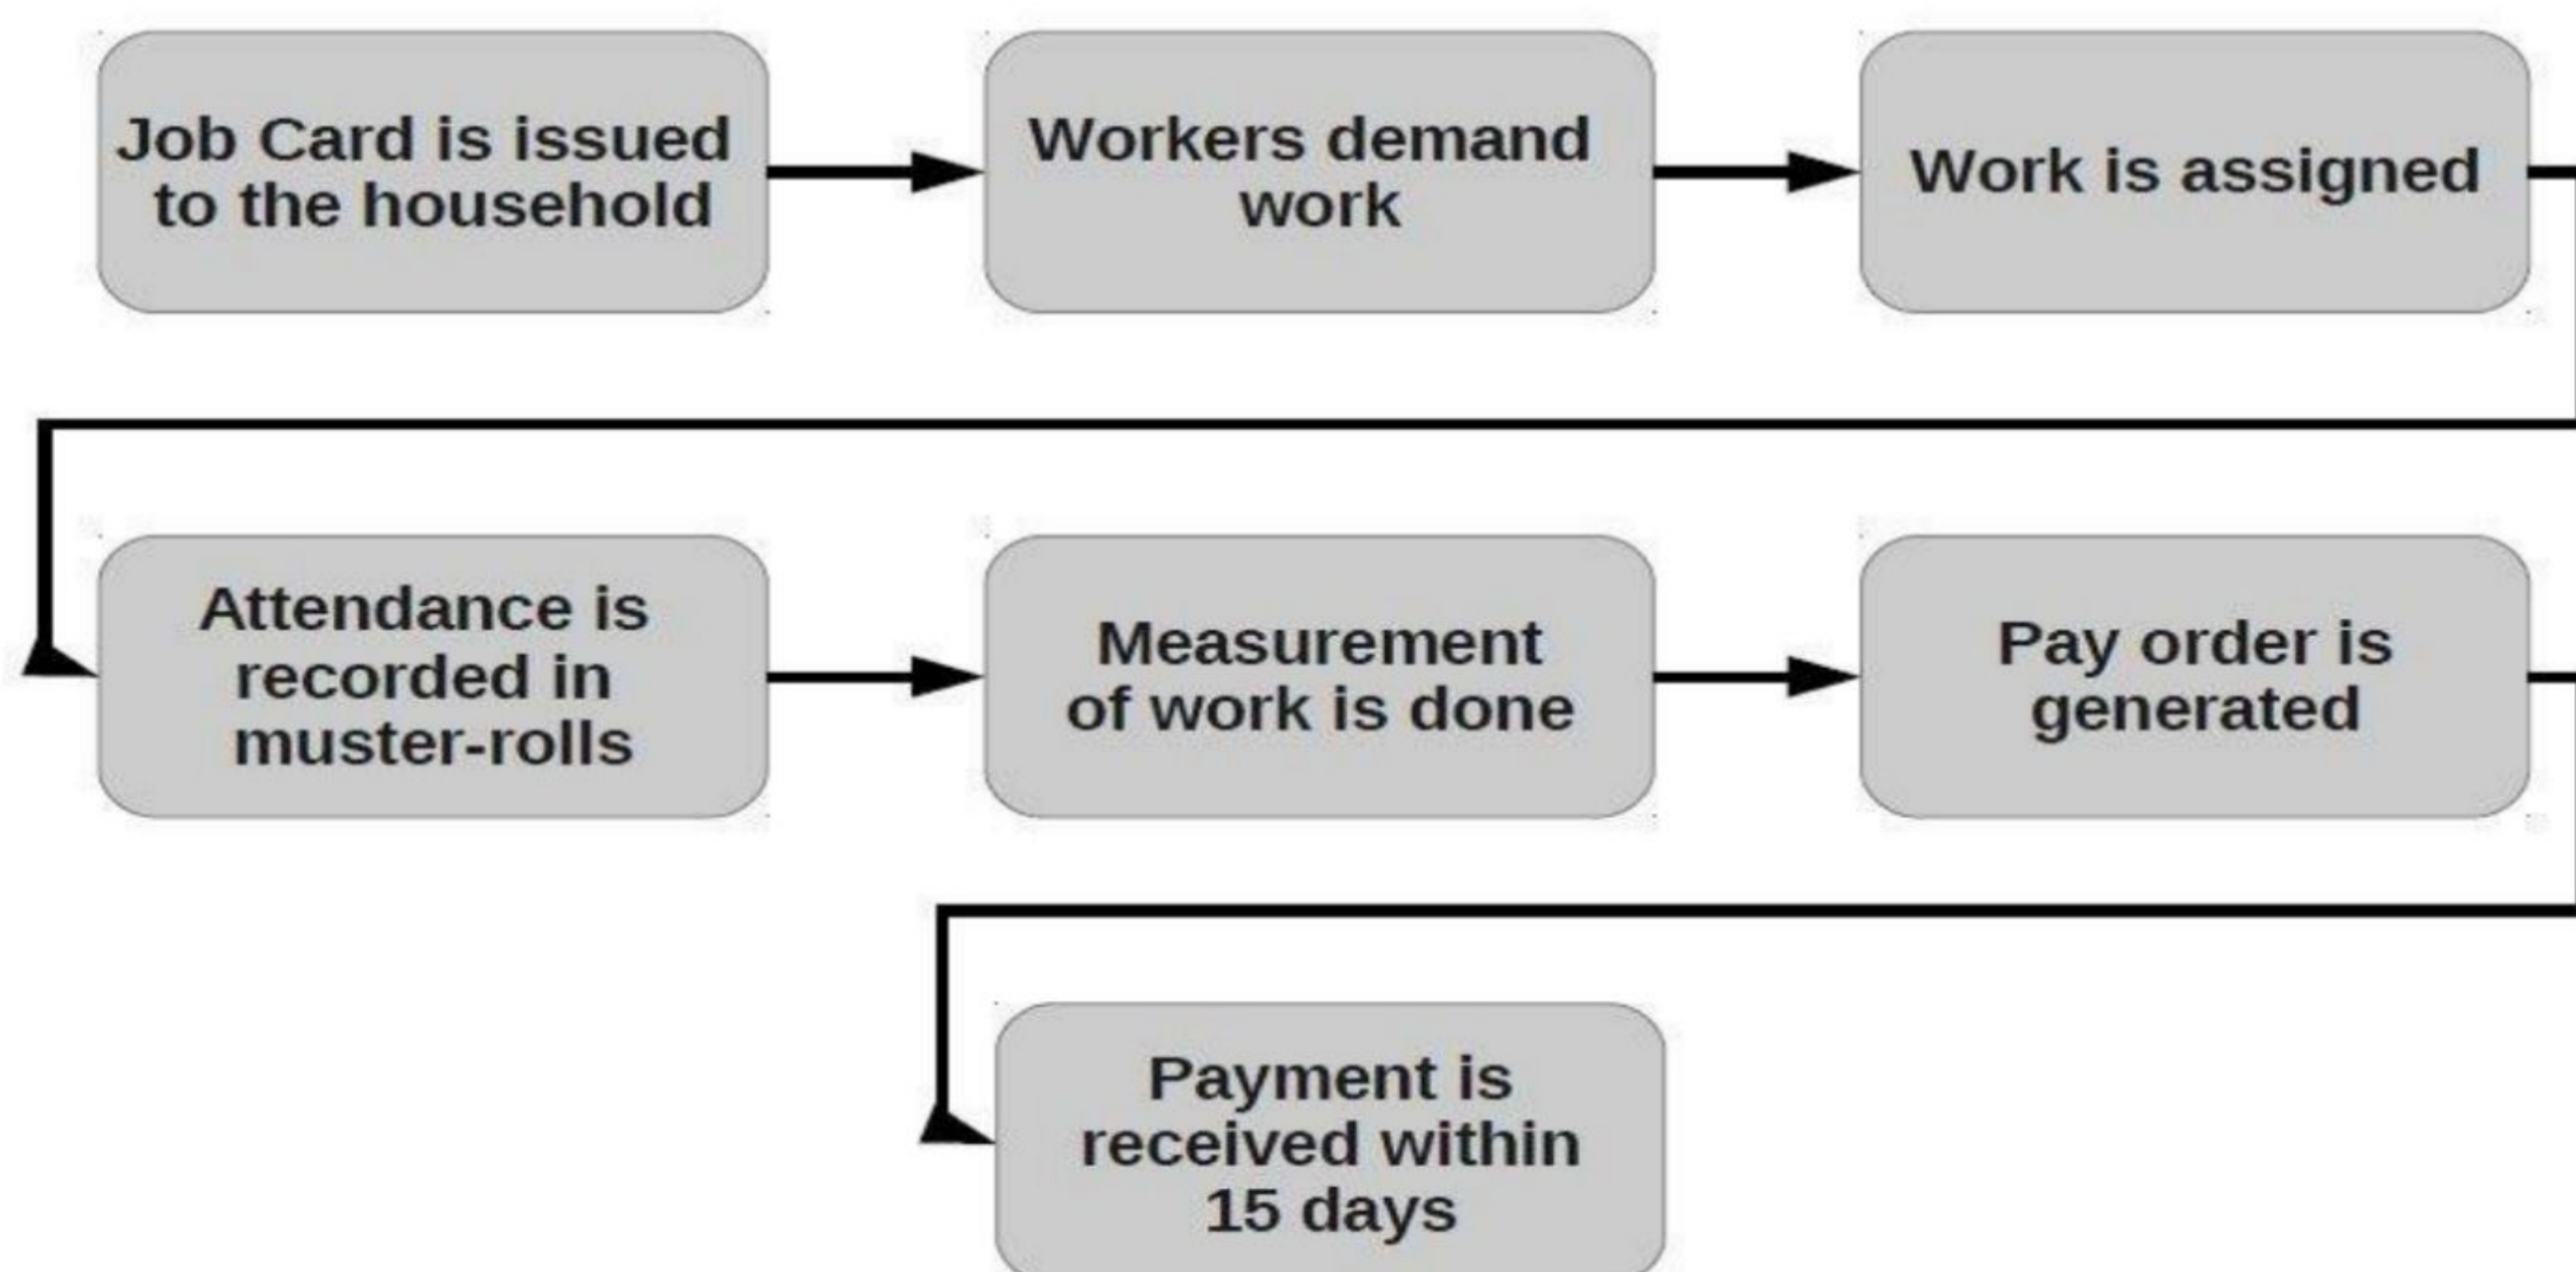 Job Card is issued
to the household
Workers demand
work
Work is assigned
Attendance is
recorded in
muster-rolls
Measurement
of work is done
Pay order is
generated
Payment is
received within
15 days